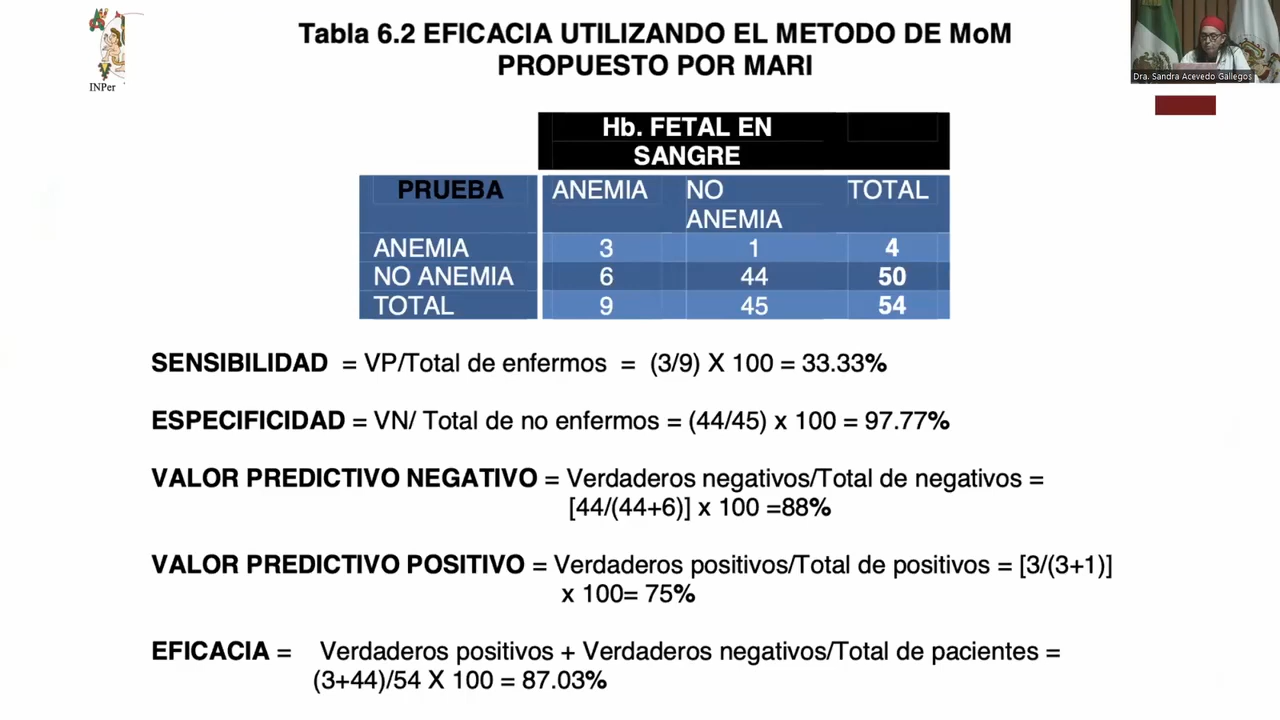 Tabla 6.2 EFICACIA UTILIZANDO EL METODO DE MoM
PROPUESTO POR MARI
INPer
Dra. Sandra Acevedo Gallegos
Hb. FETAL EN
SANGRE
PRUEBA ANEMIA NO ANEMIA TOTAL
ANEMIA 3 1 4
NO ANEMIA 6 44 50
TOTAL 9 45 54
SENSIBILIDAD = VP/Total de enfermos = (3/9) X 100 = 33.33%
ESPECIFICIDAD = VN/ Total de no enfermos = (44/45) x 100 = 97.77%
VALOR PREDICTIVO NEGATIVO = Verdaderos negativos/Total de negativos =
[44/(44+6)] x 100 =88%
VALOR PREDICTIVO POSITIVO = Verdaderos positivos/Total de positivos = [3/(3+1)]
x 100= 75%
EFICACIA = Verdaderos positivos + Verdaderos negativos/Total de pacientes =
(3+44)/54 X 100 = 87.03%